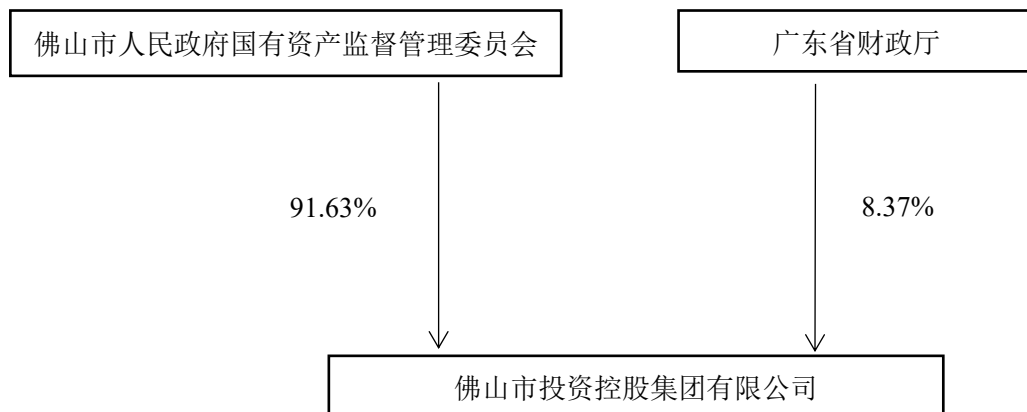 佛山市人民政府国有资产监督管理委员会
广东省财政厅
91.63%
8.37%
佛山市投资控股集团有限公司